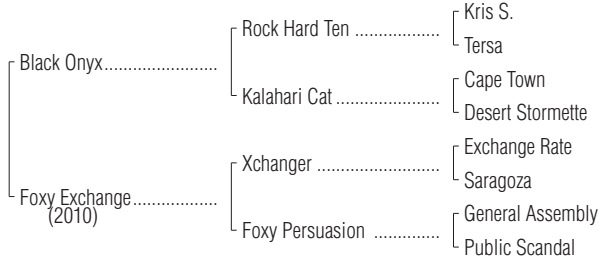 Kris S.
Rock Hard Ten ..................
Tersa
Black Onyx........................
Cape Town
Kalahari Cat ......................
Desert Stormette
Exchange Rate
Xchanger ..........................
Saragoza
Foxy Exchange..................
(2010)
General Assembly
Foxy Persuasion ..............
Public Scandal